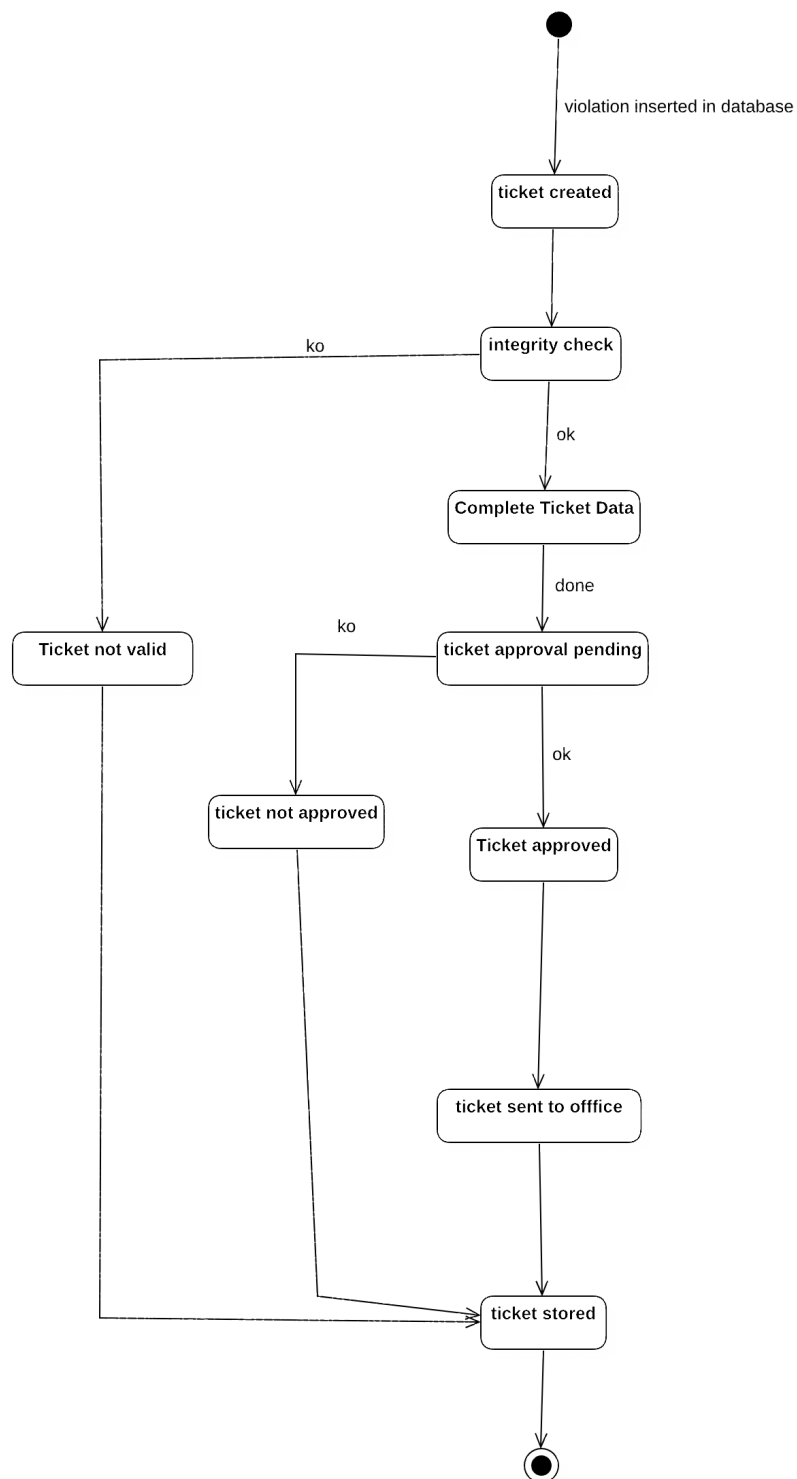 violation inserted in database
ticket created
integrity check
ko
ok
Complete Ticket Data
done
ko
Ticket not valid
ticket approval pending
ok
ticket not approved
Ticket approved
ticket sent to offfice
ticket stored